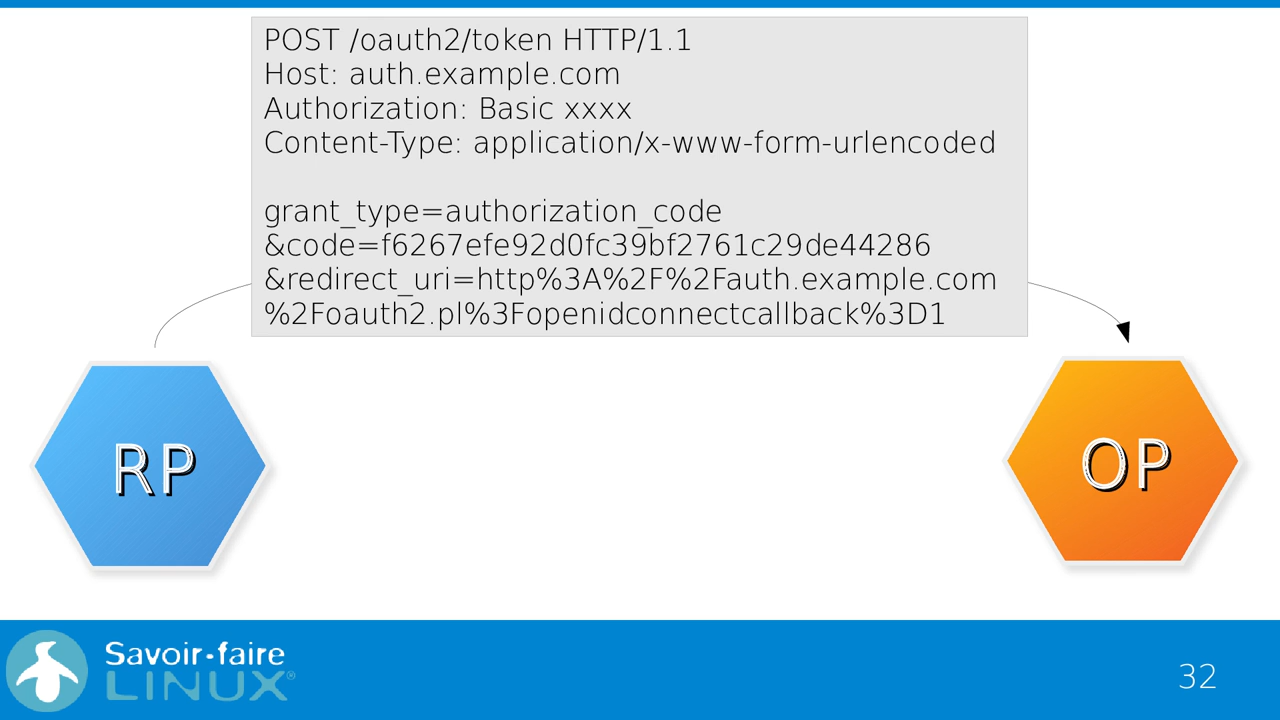 POST /oauth2/token HTTP/1.1
Host: auth.example.com
Authorization: Basic xxxx
Content-Type: application/x-www-form-urlencoded
grant_type=authorization_code
&code=f6267efe92d0fc39bf2761c29de44286
&redirect_uri=http%3A%2F%2Fauth.example.com
%2Foauth2.pl%3Fopenidconnectcallback%3D1
RP
OP
Savoir-faire
LINUX®
32